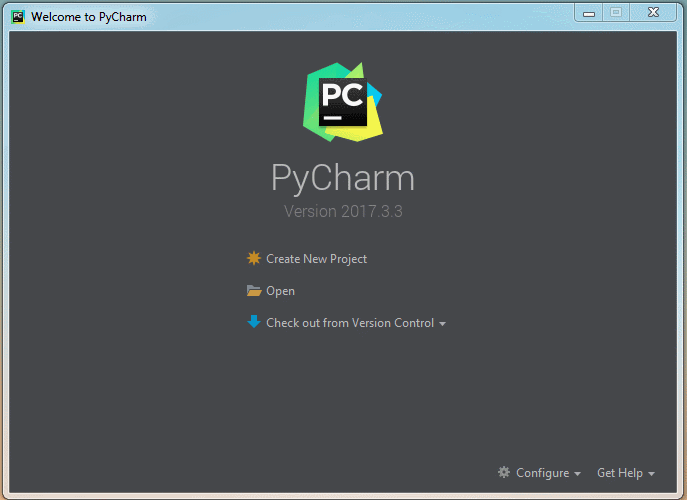 PC Welcome to PyCharm
PC
PyCharm
Version 2017.3.3
Create New Project
Open
Check out from Version Control
Configure Get Help